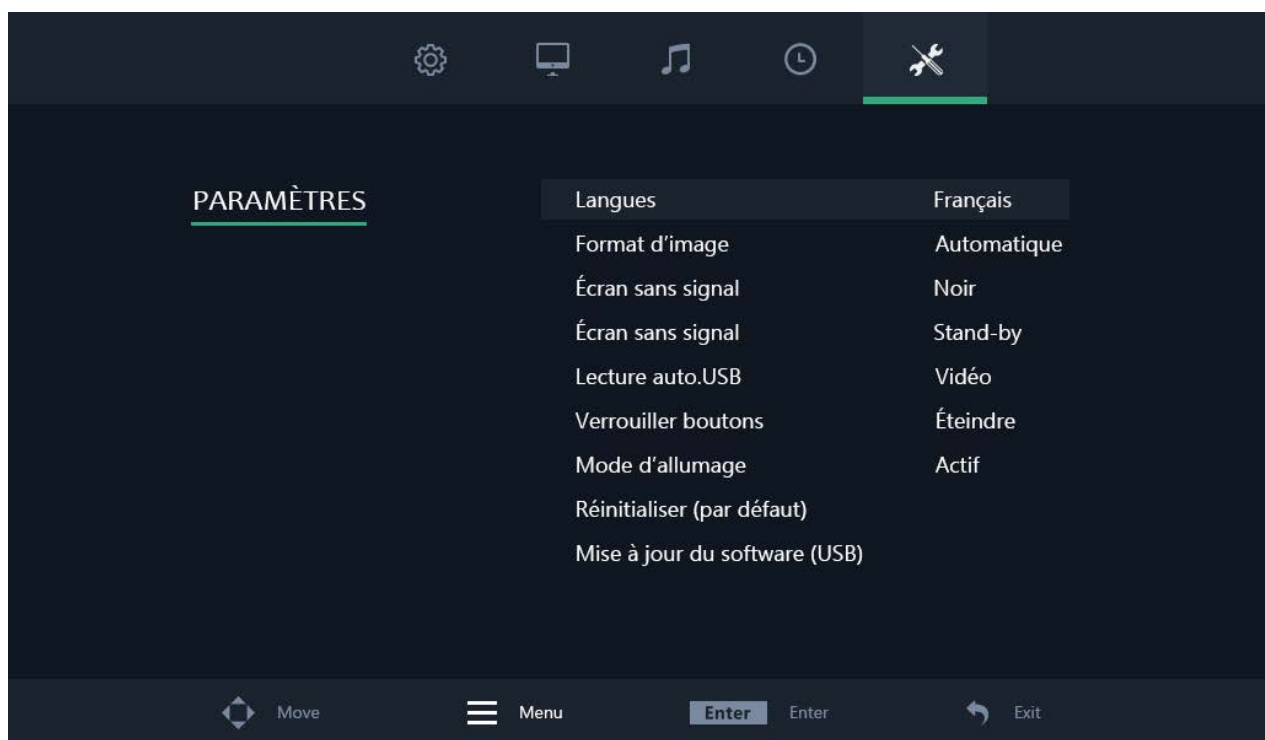 PARAMÈTRES
Langues Français
Format d'image Automatique
Écran sans signal Noir
Écran sans signal Stand-by
Lecture auto.USB Vidéo
Verrouiller boutons Éteindre
Mode d'allumage Actif
Réinitialiser (par défaut)
Mise à jour du software (USB)
Move Menu Enter Enter Exit